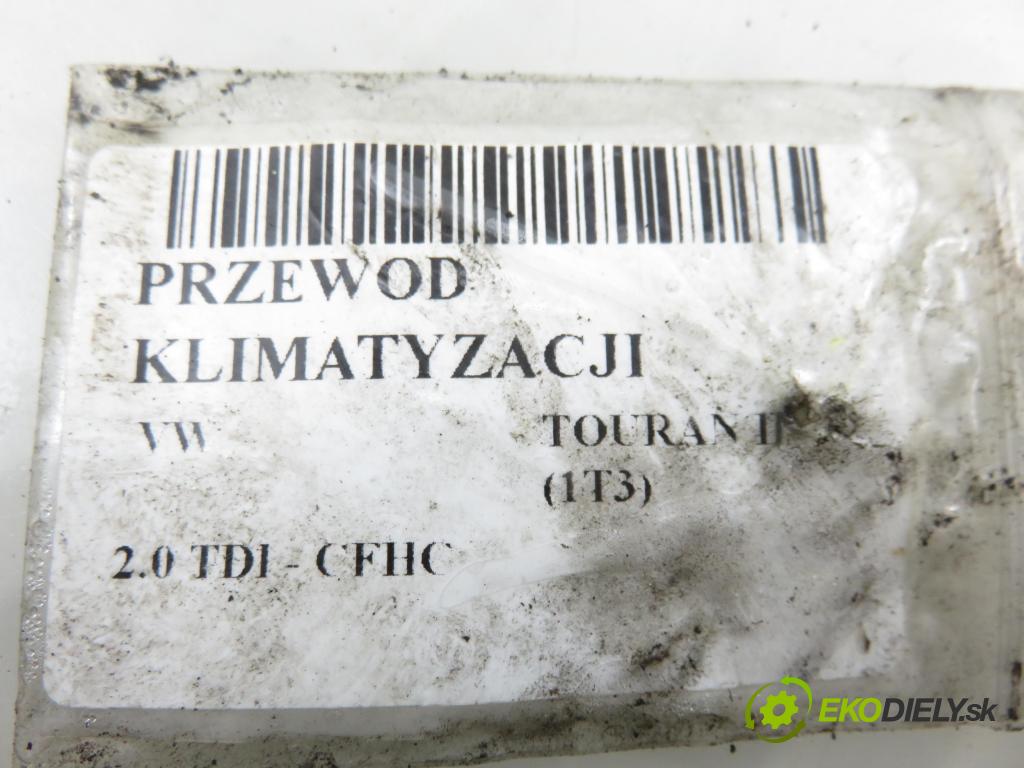 PRZEWOD
KLIMATYZACJI
VW TOURAN II
(1T3)
2.0 TDI - CFHC
EKODIELY.sk